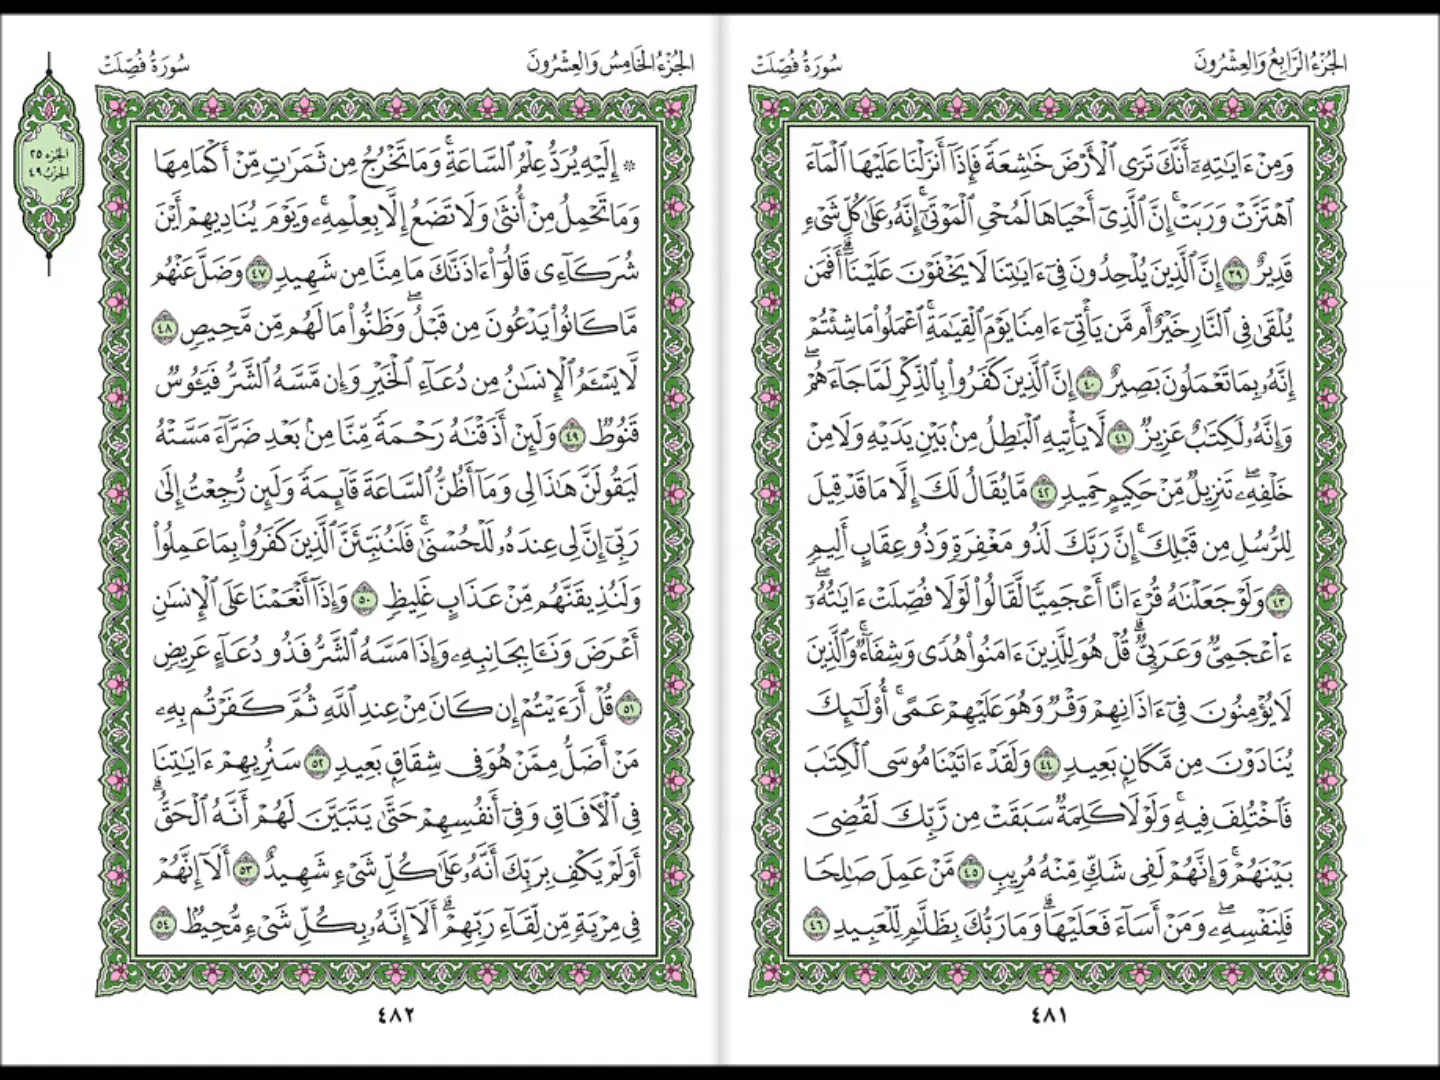 الجزء الرابع والعشرون
سورة فصلت
وَمِنْ ءَايَٰتِهِۦٓ أَنَّكَ تَرَى ٱلْأَرْضَ خَٰشِعَةً فَإِذَآ أَنزَلْنَا عَلَيْهَا ٱلْمَآءَ
ٱهْتَزَّتْ وَرَبَتْۚ إِنَّ ٱلَّذِىٓ أَحْيَاهَا لَمُحْىِ ٱلْمَوْتَىٰٓۚ إِنَّهُۥ عَلَىٰ كُلِّ شَىْءٍ
قَدِيرٌ ٣٩ إِنَّ ٱلَّذِينَ يُلْحِدُونَ فِىٓ ءَايَٰتِنَا لَا يَخْفَوْنَ عَلَيْنَآۗ أَفَمَن
يُلْقَىٰ فِى ٱلنَّارِ خَيْرٌ أَم مَّن يَأْتِىٓ ءَامِنًا يَوْمَ ٱلْقِيَٰمَةِۚ ٱعْمَلُوا۟ مَا شِئْتُمْ
إِنَّهُۥ بِمَا تَعْمَلُونَ بَصِيرٌ ٤٠ إِنَّ ٱلَّذِينَ كَفَرُوا۟ بِٱلذِّكْرِ لَمَّا جَآءَهُمْۖ
وَإِنَّهُۥ لَكِتَٰبٌ عَزِيزٌ ٤١ لَّا يَأْتِيهِ ٱلْبَٰطِلُ مِنۢ بَيْنِ يَدَيْهِ وَلَا مِنْ
خَلْفِهِۦۖ تَنزِيلٌ مِّنْ حَكِيمٍ حَمِيدٍ ٤٢ مَّا يُقَالُ لَكَ إِلَّا مَا قَدْ قِيلَ
لِلرُّسُلِ مِن قَبْلِكَۚ إِنَّ رَبَّكَ لَذُو مَغْفِرَةٍ وَذُو عِقَابٍ أَلِيمٍ
٤٣ وَلَوْ جَعَلْنَٰهُ قُرْءَانًا أَعْجَمِيًّا لَّقَالُوا۟ لَوْلَا فُصِّلَتْ ءَايَٰتُهُۥٓۖ
ءَا۬عْجَمِىٌّ وَعَرَبِىٌّۗ قُلْ هُوَ لِلَّذِينَ ءَامَنُوا۟ هُدًى وَشِفَآءٌۚ وَٱلَّذِينَ
لَا يُؤْمِنُونَ فِىٓ ءَاذَانِهِمْ وَقْرٌ وَهُوَ عَلَيْهِمْ عَمًىۚ أُو۟لَٰٓئِكَ
يُنَادَوْنَ مِن مَّكَانٍۭ بَعِيدٍ ٤٤ وَلَقَدْ ءَاتَيْنَا مُوسَى ٱلْكِتَٰبَ
فَٱخْتُلِفَ فِيهِۚ وَلَوْلَا كَلِمَةٌ سَبَقَتْ مِن رَّبِّكَ لَقُضِىَ
بَيْنَهُمْۚ وَإِنَّهُمْ لَفِى شَكٍّ مِّنْهُ مُرِيبٍ ٤٥ مَّنْ عَمِلَ صَٰلِحًا
فَلِنَفْسِهِۦۖ وَمَنْ أَسَآءَ فَعَلَيْهَاۗ وَمَا رَبُّكَ بِظَلَّٰمٍ لِّلْعَبِيدِ ٤٦
٤٨١
الجزء الخامس والعشرون
سورة فصلت
الجزء ٢٥
الحزب ٤٩
۞ إِلَيْهِ يُرَدُّ عِلْمُ ٱلسَّاعَةِۚ وَمَا تَخْرُجُ مِن ثَمَرَٰتٍ مِّنْ أَكْمَامِهَا
وَمَا تَحْمِلُ مِنْ أُنثَىٰ وَلَا تَضَعُ إِلَّا بِعِلْمِهِۦۚ وَيَوْمَ يُنَادِيهِمْ أَيْنَ
شُرَكَآءِى قَالُوٓا۟ ءَاذَنَّٰكَ مَا مِنَّا مِن شَهِيدٍ ٤٧ وَضَلَّ عَنْهُم
مَّا كَانُوا۟ يَدْعُونَ مِن قَبْلُۖ وَظَنُّوا۟ مَا لَهُم مِّن مَّحِيصٍ ٤٨
لَّا يَسْـَٔمُ ٱلْإِنسَٰنُ مِن دُعَآءِ ٱلْخَيْرِ وَإِن مَّسَّهُ ٱلشَّرُّ فَيَـُٔوسٌ
قَنُوطٌ ٤٩ وَلَئِنْ أَذَقْنَٰهُ رَحْمَةً مِّنَّا مِنۢ بَعْدِ ضَرَّآءَ مَسَّتْهُ
لَيَقُولَنَّ هَٰذَا لِى وَمَآ أَظُنُّ ٱلسَّاعَةَ قَآئِمَةً وَلَئِن رُّجِعْتُ إِلَىٰ
رَبِّىٓ إِنَّ لِى عِندَهُۥ لَلْحُسْنَىٰۚ فَلَنُنَبِّئَنَّ ٱلَّذِينَ كَفَرُوا۟ بِمَا عَمِلُوا۟
وَلَنُذِيقَنَّهُم مِّنْ عَذَابٍ غَلِيظٍ ٥٠ وَإِذَآ أَنْعَمْنَا عَلَى ٱلْإِنسَٰنِ
أَعْرَضَ وَنَـَٔا بِجَانِبِهِۦ وَإِذَا مَسَّهُ ٱلشَّرُّ فَذُو دُعَآءٍ عَرِيضٍ
٥١ قُلْ أَرَءَيْتُمْ إِن كَانَ مِنْ عِندِ ٱللَّهِ ثُمَّ كَفَرْتُم بِهِۦ
مَنْ أَضَلُّ مِمَّنْ هُوَ فِى شِقَاقٍۭ بَعِيدٍ ٥٢ سَنُرِيهِمْ ءَايَٰتِنَا
فِى ٱلْءَافَاقِ وَفِىٓ أَنفُسِهِمْ حَتَّىٰ يَتَبَيَّنَ لَهُمْ أَنَّهُ ٱلْحَقُّۗ
أَوَلَمْ يَكْفِ بِرَبِّكَ أَنَّهُۥ عَلَىٰ كُلِّ شَىْءٍ شَهِيدٌ ٥٣ أَلَآ إِنَّهُمْ
فِى مِرْيَةٍ مِّن لِّقَآءِ رَبِّهِمْۗ أَلَآ إِنَّهُۥ بِكُلِّ شَىْءٍ مُّحِيطٌۢ ٥٤
٤٨٢